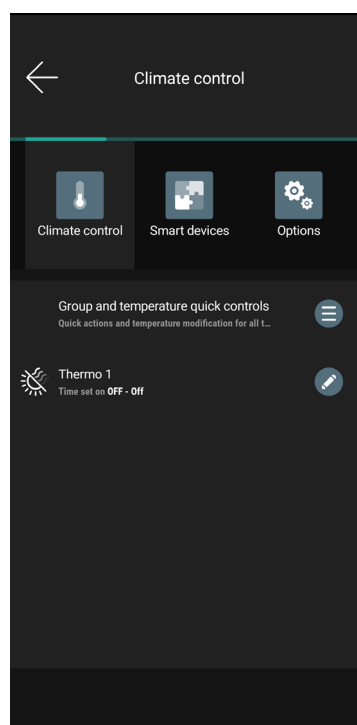 Climate control
Climate control
Smart devices
Options
Group and temperature quick controls
Quick actions and temperature modification for all t...
Thermo 1
Time set on OFF - Off